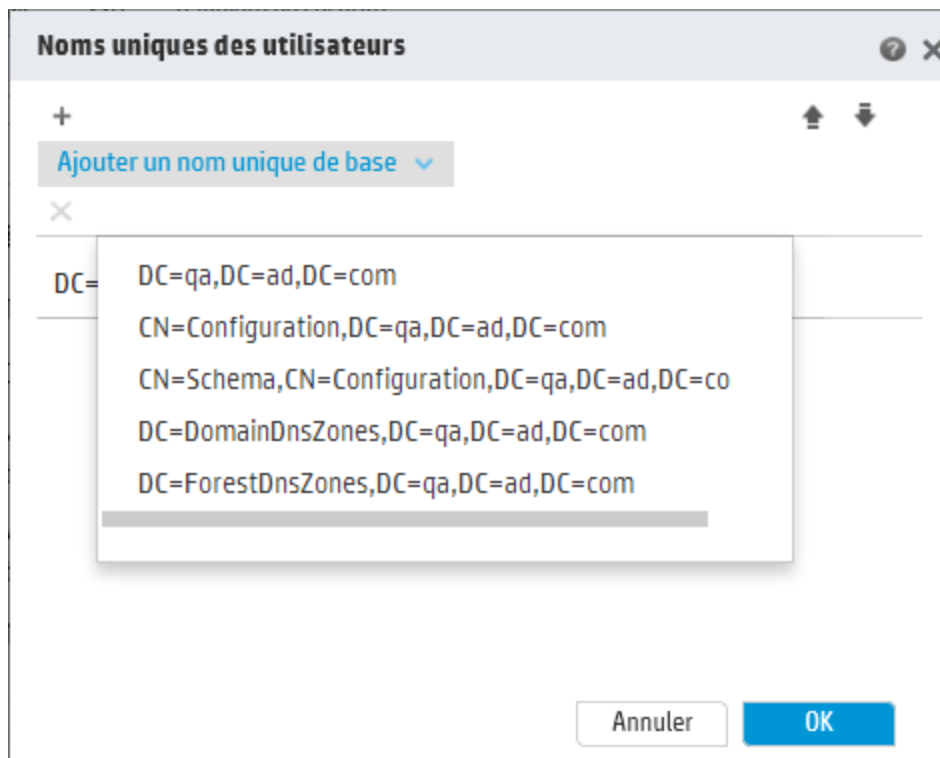 Noms uniques des utilisateurs
Ajouter un nom unique de base
DC=
DC=qa,DC=ad,DC=com
CN=Configuration,DC=qa,DC=ad,DC=com
CN=Schema,CN=Configuration,DC=qa,DC=ad,DC=co
DC=DomainDnsZones,DC=qa,DC=ad,DC=com
DC=ForestDnsZones,DC=qa,DC=ad,DC=com
Annuler OK